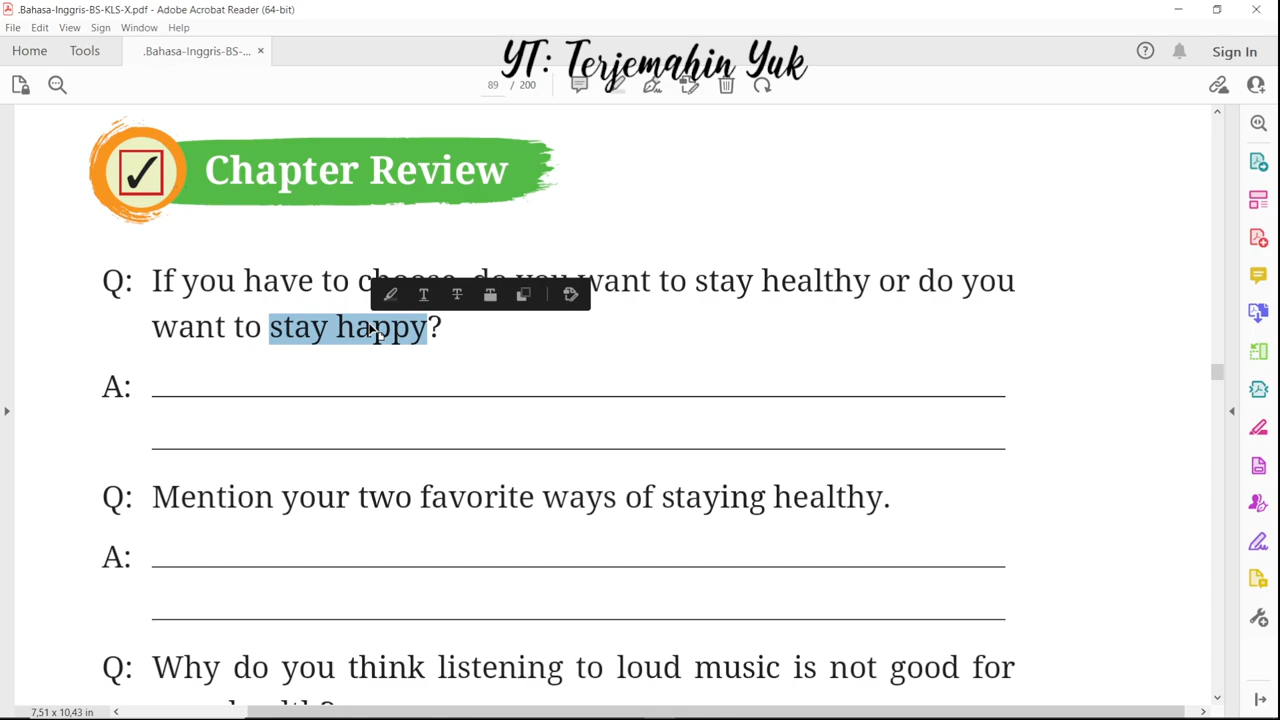 .Bahasa-Inggris-BS-KLS-X.pdf - Adobe Acrobat Reader (64-bit)
File Edit View Sign Window Help
Home Tools .Bahasa-Inggris-BS-... × Sign In
YT: Terjemahin Yuk
89 / 200
Chapter Review
Q: If you have to choose, do you want to stay healthy or do you
want to stay happy?
A:
Q: Mention your two favorite ways of staying healthy.
A:
Q: Why do you think listening to loud music is not good for
7,51 x 10,43 in